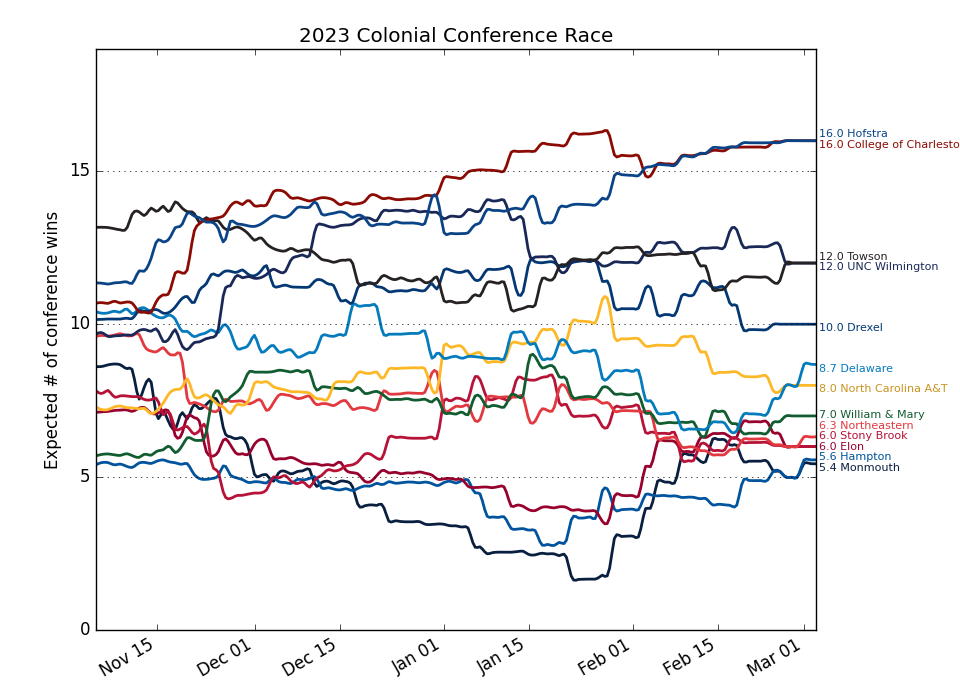 2023 Colonial Conference Race
Expected # of conference wins
15
10
5
0
Nov 15
Dec 01
Dec 15
Jan 01
Jan 15
Feb 01
Feb 15
Mar 01
16.0 Hofstra
16.0 College of Charlesto
12.0 Towson
12.0 UNC Wilmington
10.0 Drexel
8.7 Delaware
8.0 North Carolina A&T
7.0 William & Mary
6.3 Northeastern
6.0 Stony Brook
6.0 Elon
5.6 Hampton
5.4 Monmouth